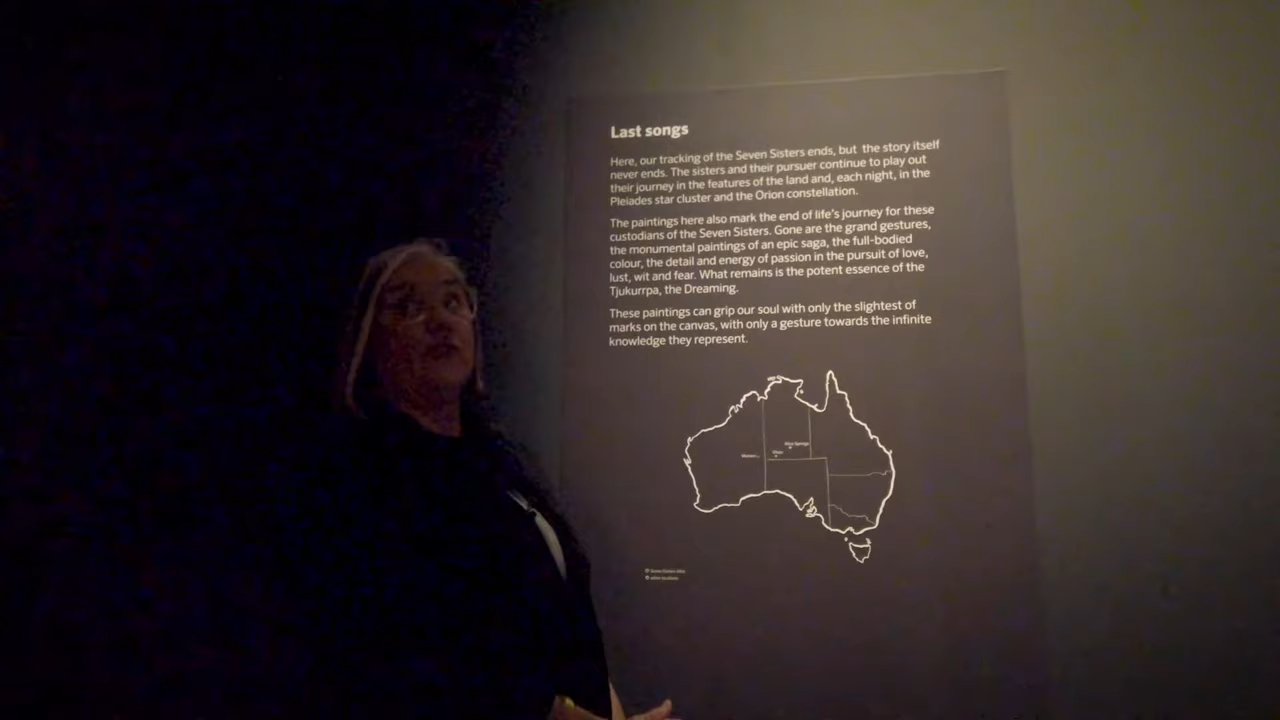 Last songs
Here, our tracking of the Seven Sisters ends, but the story itself
never ends. The sisters and their pursuer continue to play out
their journey in the features of the land and, each night, in the
Pleiades star cluster and the Orion constellation.
The paintings here also mark the end of life's journey for these
custodians of the Seven Sisters. Gone are the grand gestures,
the monumental paintings of an epic saga, the full-bodied
colour, the detail and energy of passion in the pursuit of love,
lust, wit and fear. What remains is the potent essence of the
Tjukurrpa, the Dreaming.
These paintings can grip our soul with only the slightest of
marks on the canvas, with only a gesture towards the infinite
knowledge they represent.
Alice Springs